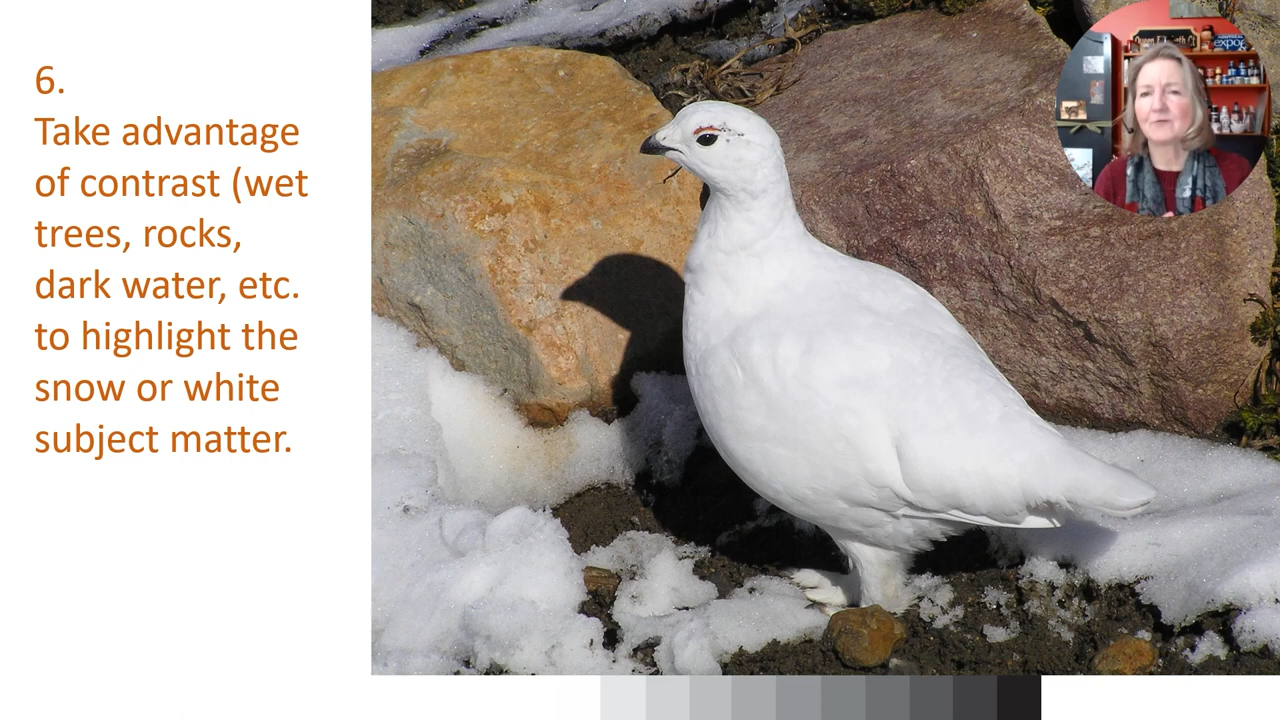 6.
Take advantage
of contrast (wet
trees, rocks,
dark water, etc.
to highlight the
snow or white
subject matter.
expo